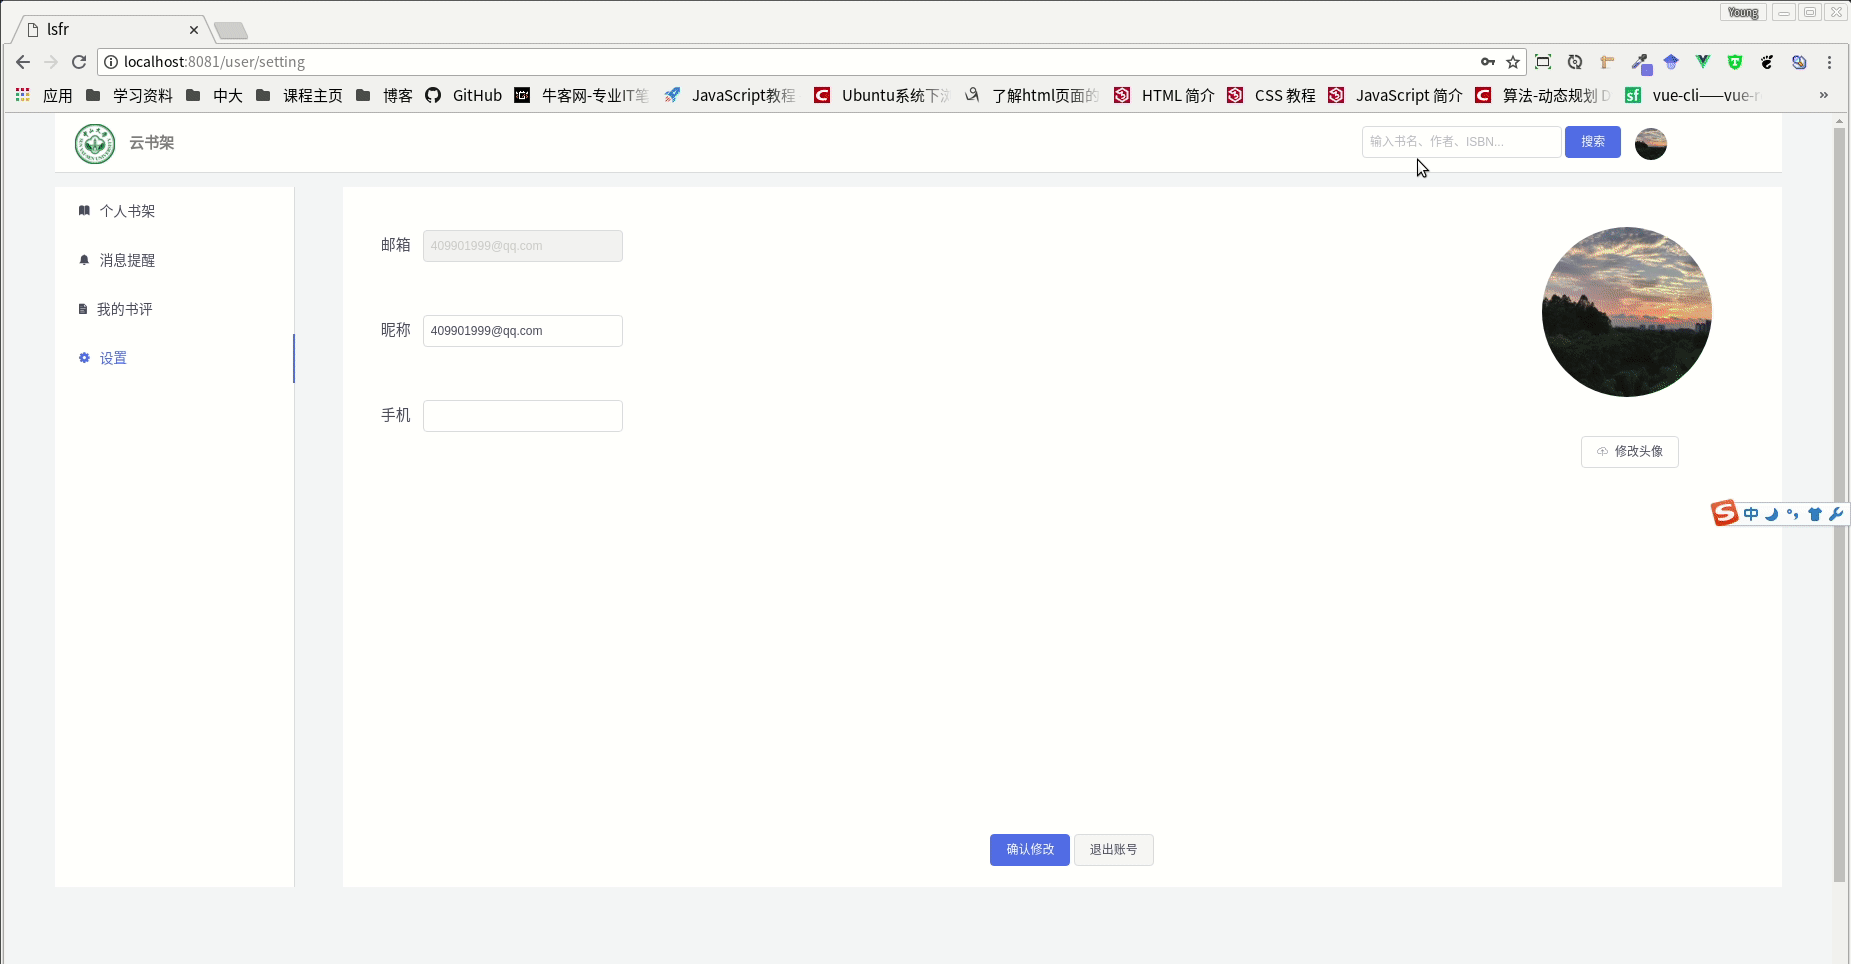 Young
lsfr
localhost:8081/user/setting
应用 学习资料 中大 课程主页 博客 GitHub 牛客网-专业IT笔 JavaScript教程 Ubuntu系统下 了解html页面的 HTML 简介 CSS 教程 JavaScript 简介 算法-动态规划 D vue-cli——vue-r »
云书架
输入书名、作者、ISBN...
搜索
个人书架
消息提醒
我的书评
设置
邮箱 409901999@qq.com
昵称 409901999@qq.com
手机
修改头像
中
确认修改 退出账号